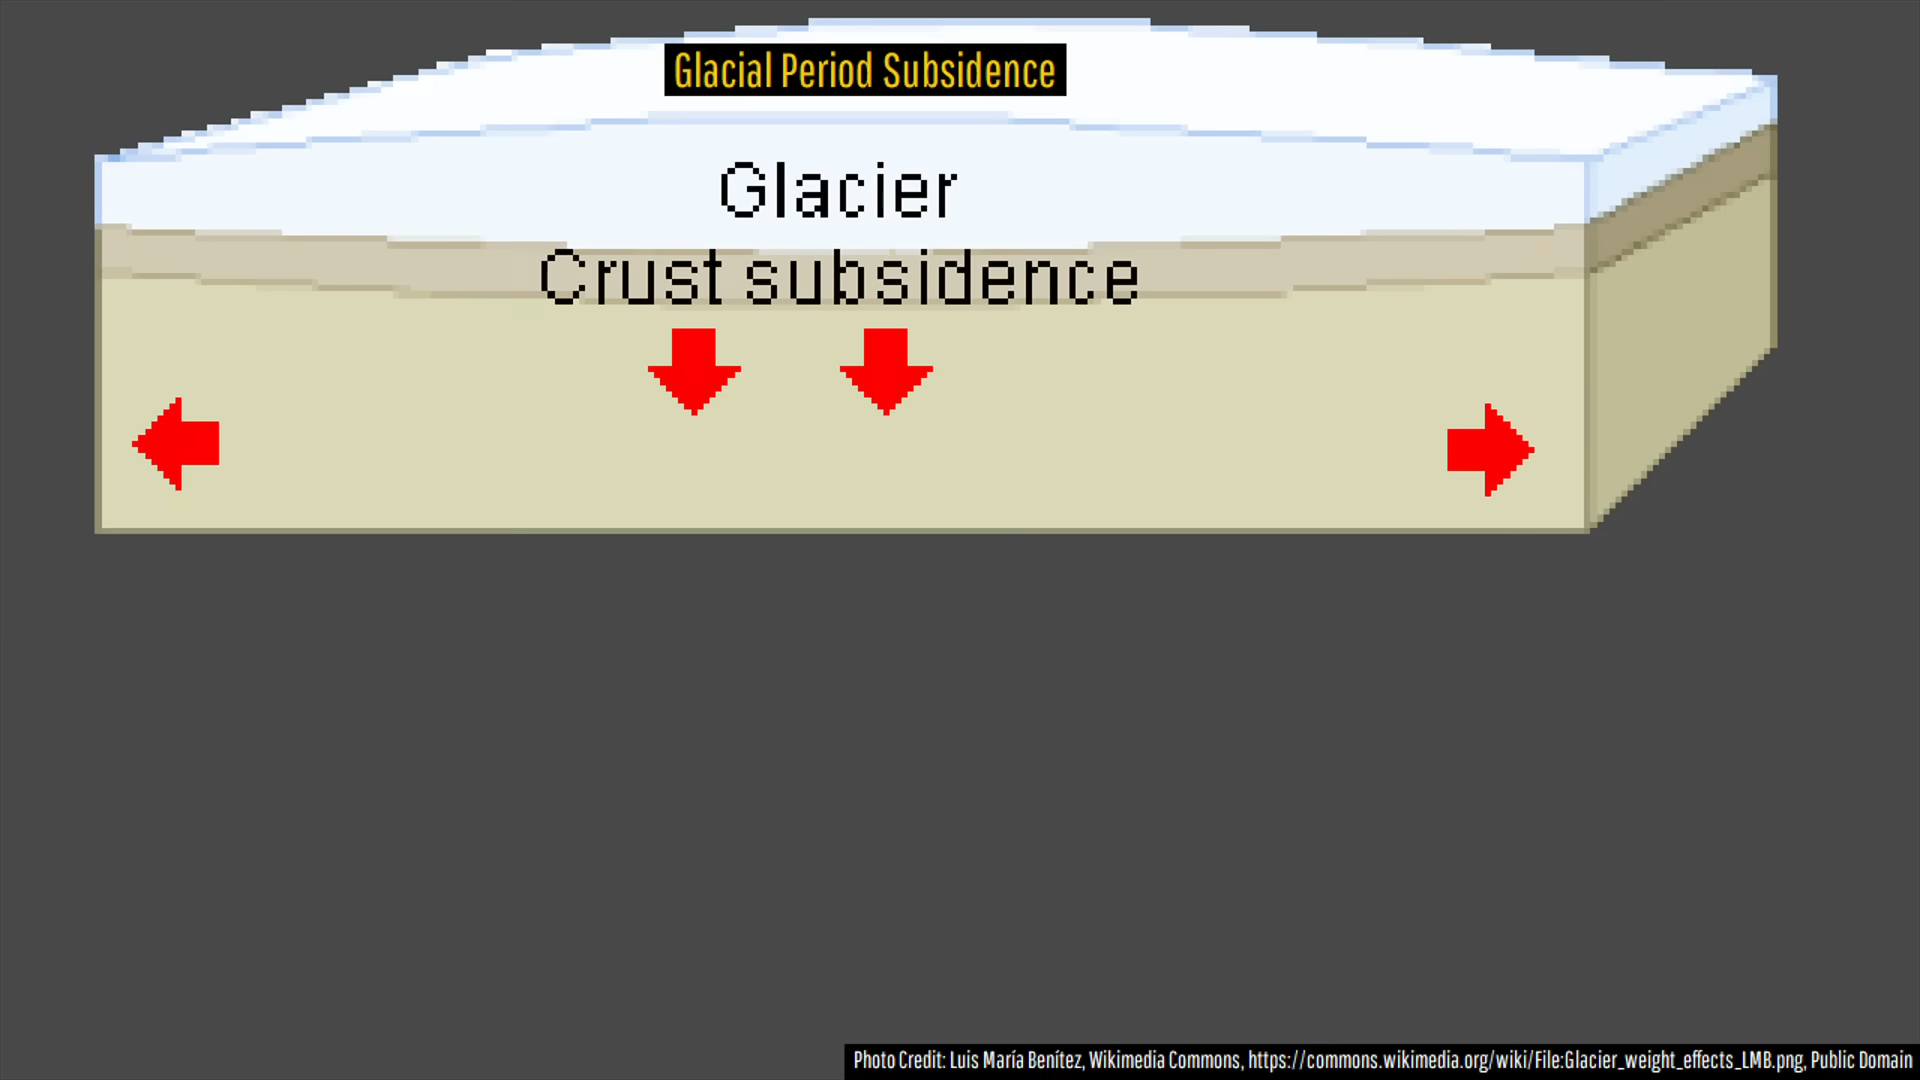 Glacial Period Subsidence
Glacier
Crust subsidence
Photo Credit: Luis María Benítez, Wikimedia Commons, https://commons.wikimedia.org/wiki/File:Glacier_weight_effects_LMB.png, Public Domain